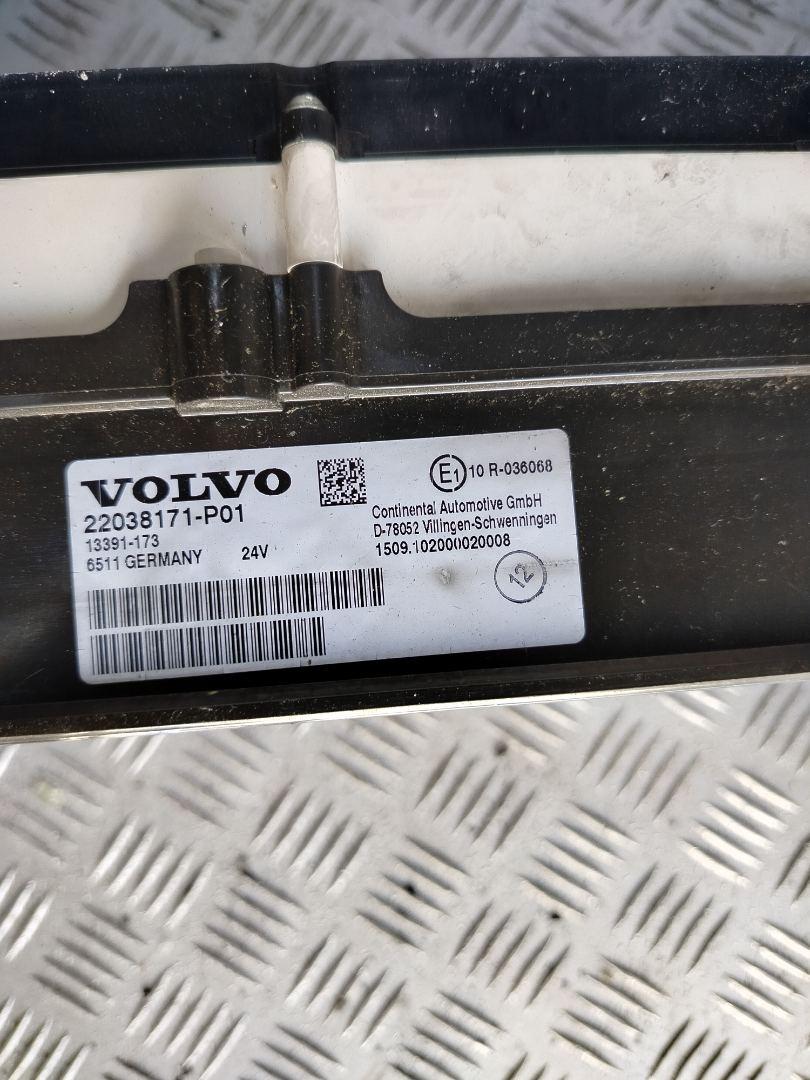 VOLVO
22038171-P01
13391-173
6511 GERMANY 24V
E1 10 R-036068
Continental Automotive GmbH
D-78052 Villingen-Schwenningen
1509.102000020008
12